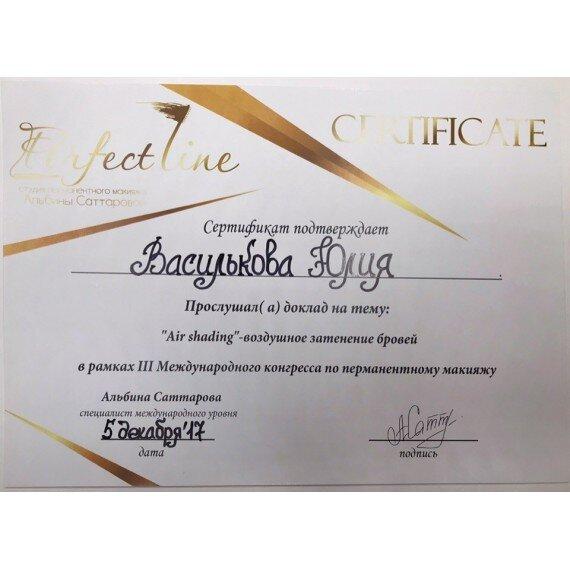 Perfect line
студия перманентного макияжа
Альбины Саттаровой
CERTIFICATE
Сертификат подтверждает
Василькова Юлия
Прослушал( а) доклад на тему:
"Air shading"-воздушное затенение бровей
в рамках III Международного конгресса по перманентному макияжу
Альбина Саттарова
специалист международного уровня
5 декабря'17
дата
АСатт
подпись